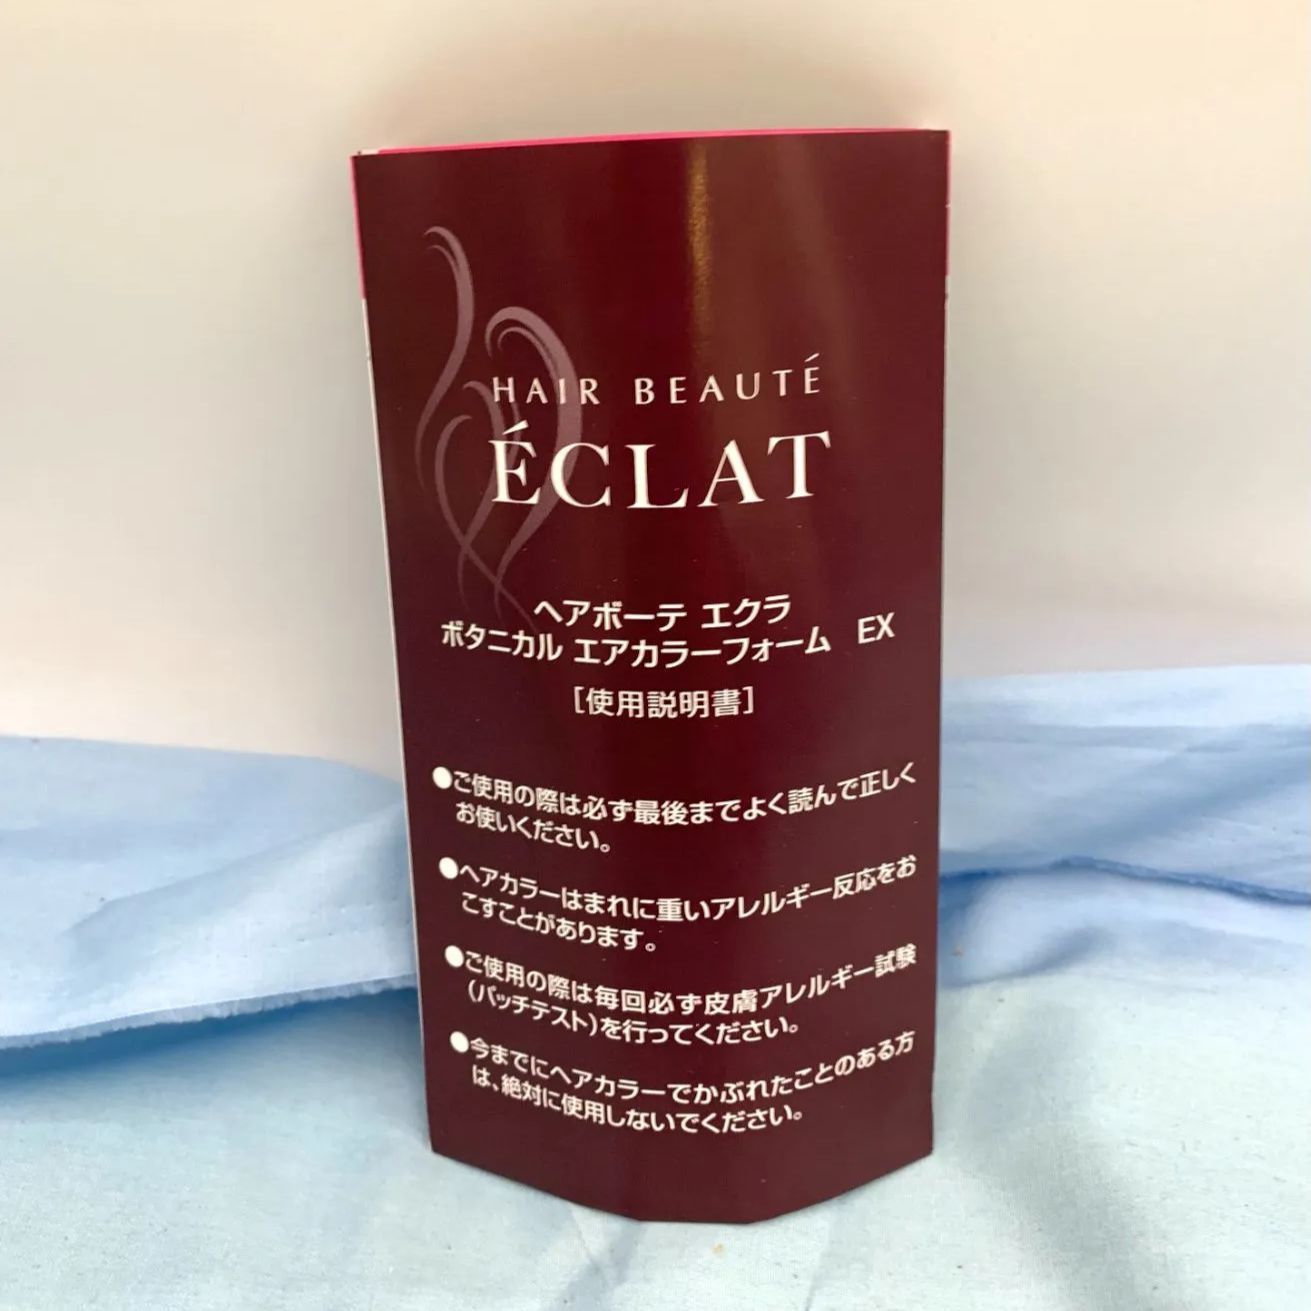 HAIR BEAUTÉ
ÉCLAT
ヘアボーテ エクラ
ボタニカル エアカラーフォーム EX
［使用説明書］
●ご使用の際は必ず最後までよく読んで正しく
お使いください。
●ヘアカラーはまれに重いアレルギー反応をお
こすことがあります。
●ご使用の際は毎回必ず皮膚アレルギー試験
（パッチテスト）を行ってください。
●今までにヘアカラーでかぶれたことのある方
は、絶対に使用しないでください。